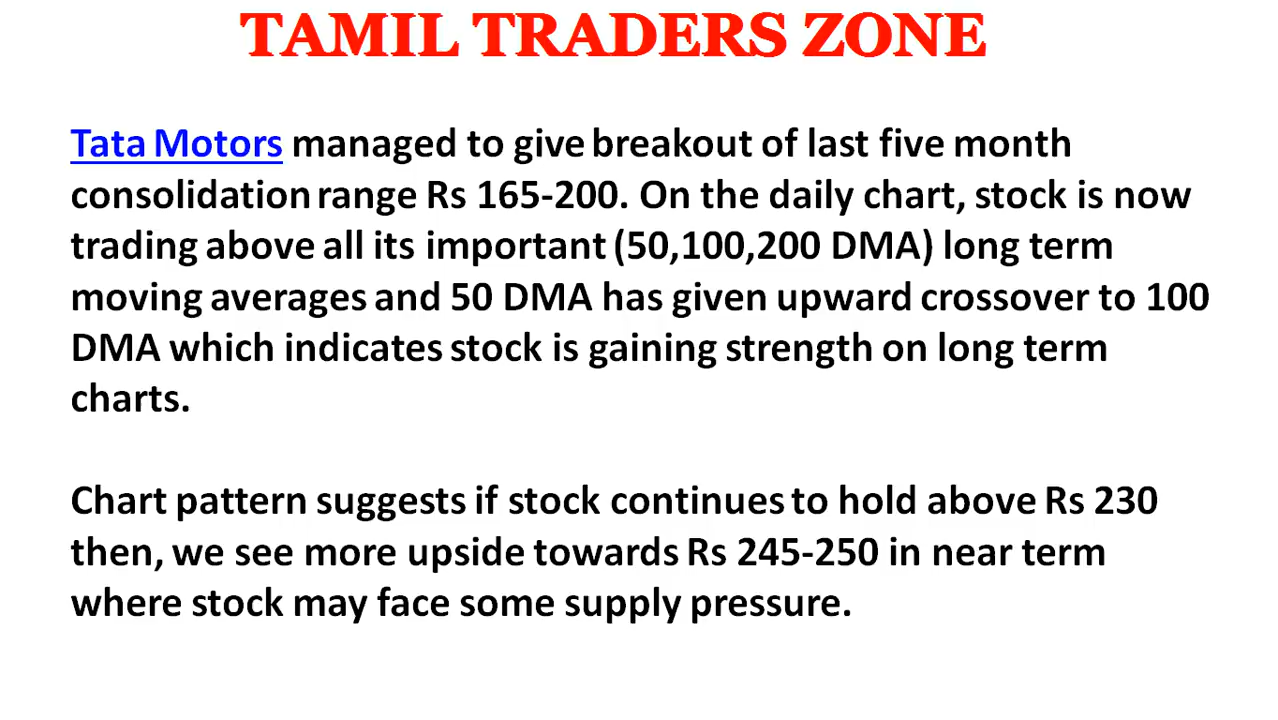 TAMIL TRADERS ZONE
Tata Motors managed to give breakout of last five month
consolidation range Rs 165-200. On the daily chart, stock is now
trading above all its important (50,100,200 DMA) long term
moving averages and 50 DMA has given upward crossover to 100
DMA which indicates stock is gaining strength on long term
charts.
Chart pattern suggests if stock continues to hold above Rs 230
then, we see more upside towards Rs 245-250 in near term
where stock may face some supply pressure.